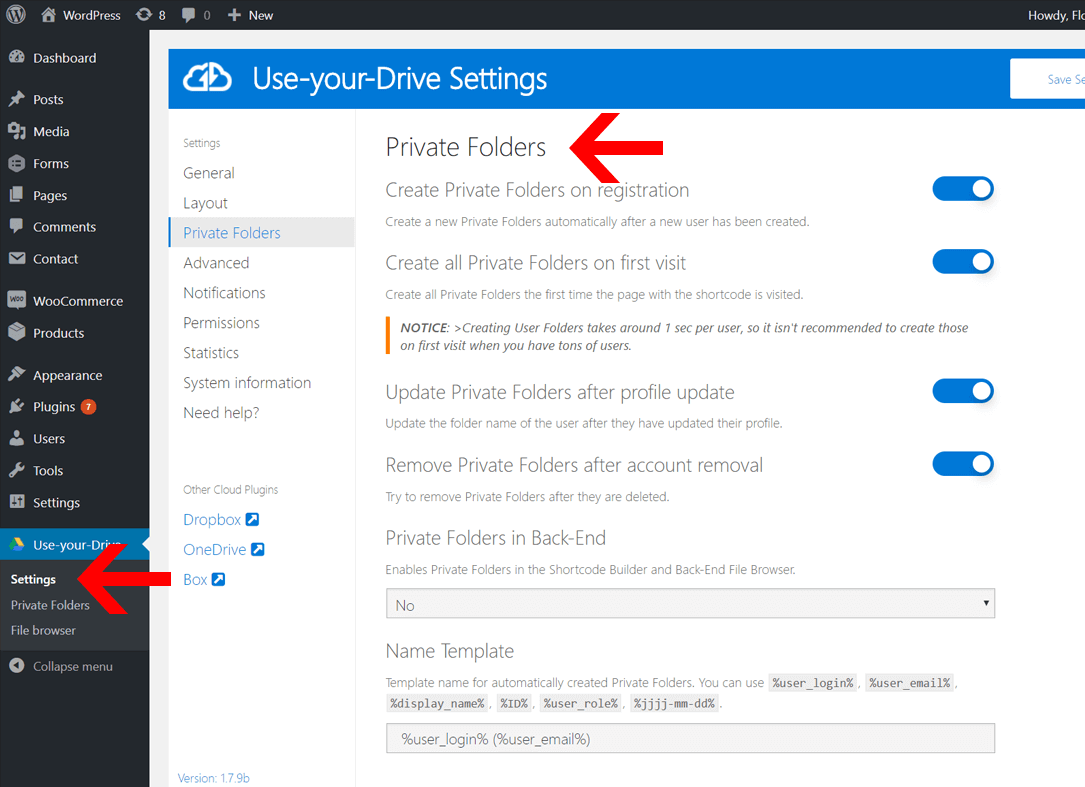 WordPress 8 0 New Howdy, Flo
Dashboard
Posts
Media
Forms
Pages
Comments
Contact
WooCommerce
Products
Appearance
Plugins 7
Users
Tools
Settings
Use-your-Driv
Settings
Private Folders
File browser
Collapse menu
Use-your-Drive Settings
Save Se
Settings
General
Layout
Private Folders
Advanced
Notifications
Permissions
Statistics
System information
Need help?
Other Cloud Plugins
Dropbox
OneDrive
Box
Version: 1.7.9b
Private Folders
Create Private Folders on registration
Create a new Private Folders automatically after a new user has been created.
Create all Private Folders on first visit
Create all Private Folders the first time the page with the shortcode is visited.
NOTICE: >Creating User Folders takes around 1 sec per user, so it isn't recommended to create those
on first visit when you have tons of users.
Update Private Folders after profile update
Update the folder name of the user after they have updated their profile.
Remove Private Folders after account removal
Try to remove Private Folders after they are deleted.
Private Folders in Back-End
Enables Private Folders in the Shortcode Builder and Back-End File Browser.
No
Name Template
Template name for automatically created Private Folders. You can use %user_login% , %user_email% ,
%display_name% , %ID% , %user_role% , %jjjj-mm-dd% .
%user_login% (%user_email%)